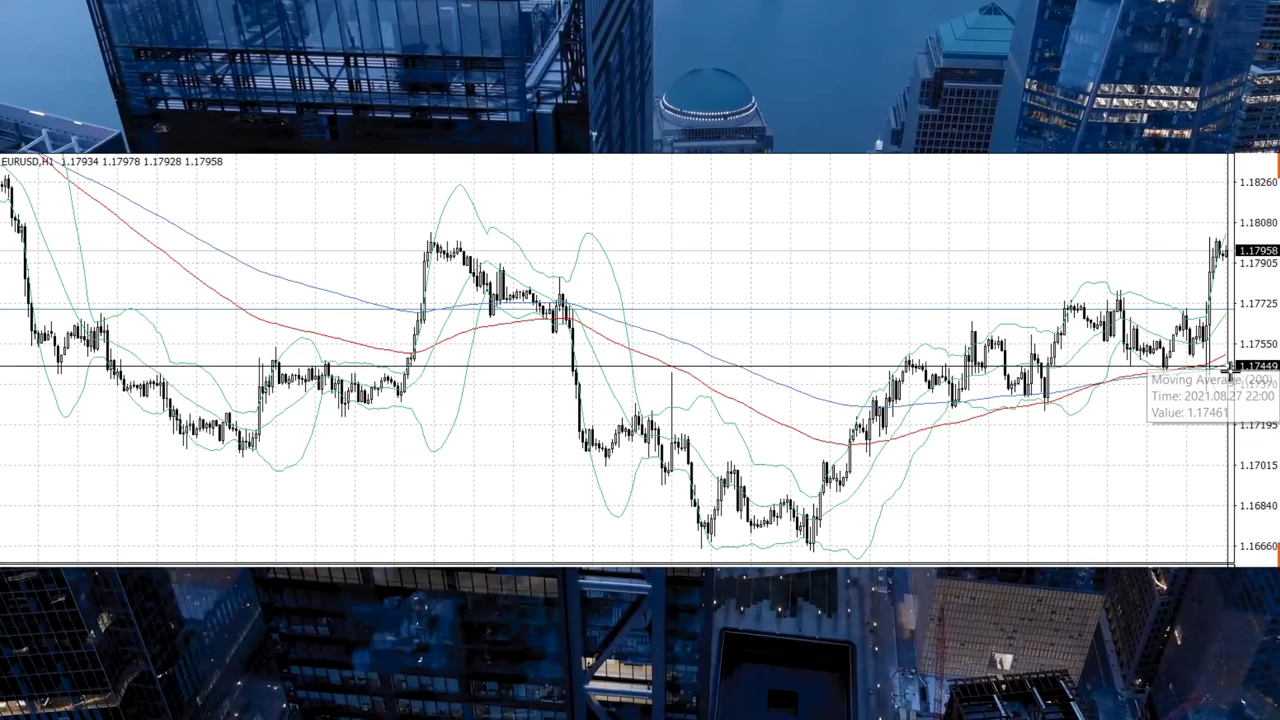 EURUSD,H1 1.17934 1.17978 1.17928 1.17958
1.18260
1.18080
1.17958
1.17905
1.17725
1.17550
1.17449
Moving Average (200)
Time: 2021.08.27 22:00
1.17195
Value: 1.17461
1.17015
1.16840
1.16660